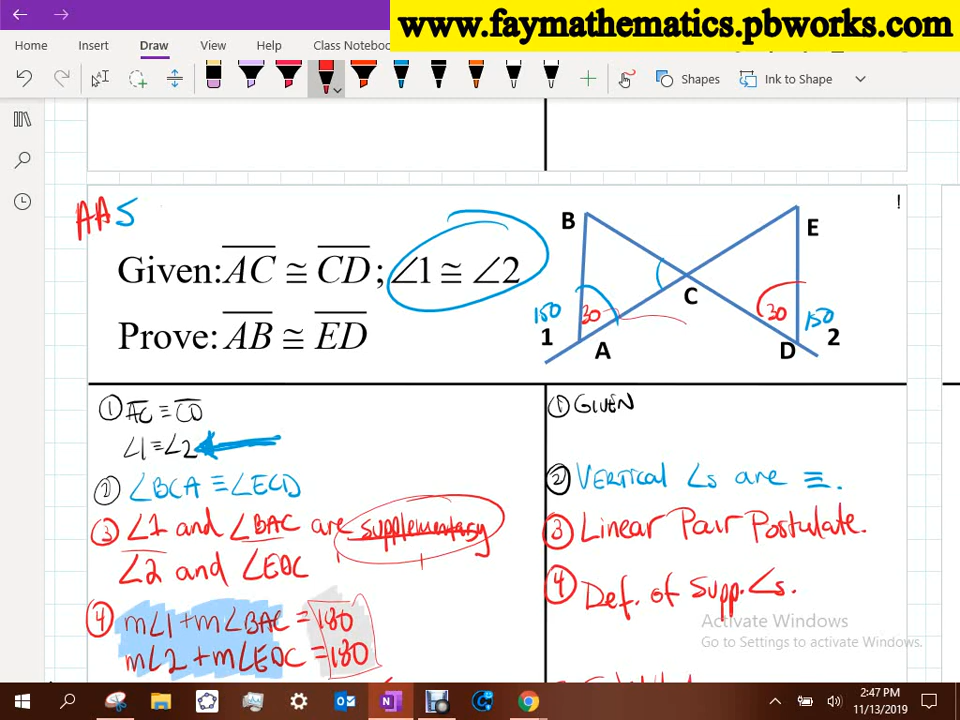 www.faymathematics.pbworks.com
Home Insert Draw View Help Class Noteboo
Shapes Ink to Shape
AAS
Given: AC ≅ CD; ∠1 ≅ ∠2
Prove: AB ≅ ED
B E
C
150 30 30 150
1 A D 2
!
① AC ≅ CD
∠1 ≅ ∠2
② ∠BCA ≅ ∠ECD
③ ∠1 and ∠BAC are supplementary
∠2 and ∠EDC
④ m∠1 + m∠BAC = 180
m∠2 + m∠EDC = 180
① GIVEN
② VERTICAL ∠s are ≅.
③ Linear Pair Postulate.
④ Def. of Supp. ∠s.
Activate Windows
Go to Settings to activate Windows.
2:47 PM
11/13/2019